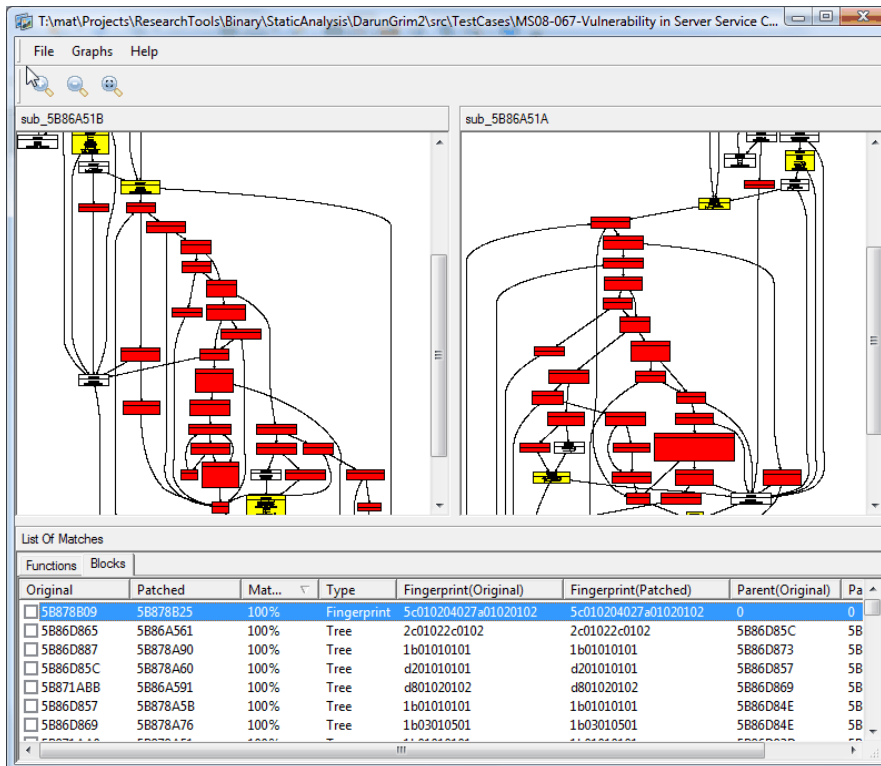 T:\mat\Projects\ResearchTools\Binary\StaticAnalysis\DarunGrim2\src\TestCases\MS08-067-Vulnerability in Server Service C...
File Graphs Help
sub_5B86A51B sub_5B86A51A
List Of Matches
Functions Blocks
Original Patched Mat... Type Fingerprint(Original) Fingerprint(Patched) Parent(Original) Pa
5B878B09 5B878B25 100% Fingerprint 5c010204027a01020102 5c010204027a01020102 0 0
5B86D865 5B86A561 100% Tree 2c01022c0102 2c01022c0102 5B86D85C 5B
5B86D887 5B878A90 100% Tree 1b01010101 1b01010101 5B86D873 5B
5B86D85C 5B878A60 100% Tree d201010101 d201010101 5B86D857 5B
5B871ABB 5B86A591 100% Tree d801020102 d801020102 5B86D869 5B
5B86D857 5B878A5B 100% Tree 1b01010101 1b01010101 5B86D84E 5B
5B86D869 5B878A76 100% Tree 1b03010501 1b03010501 5B86D84E 5B